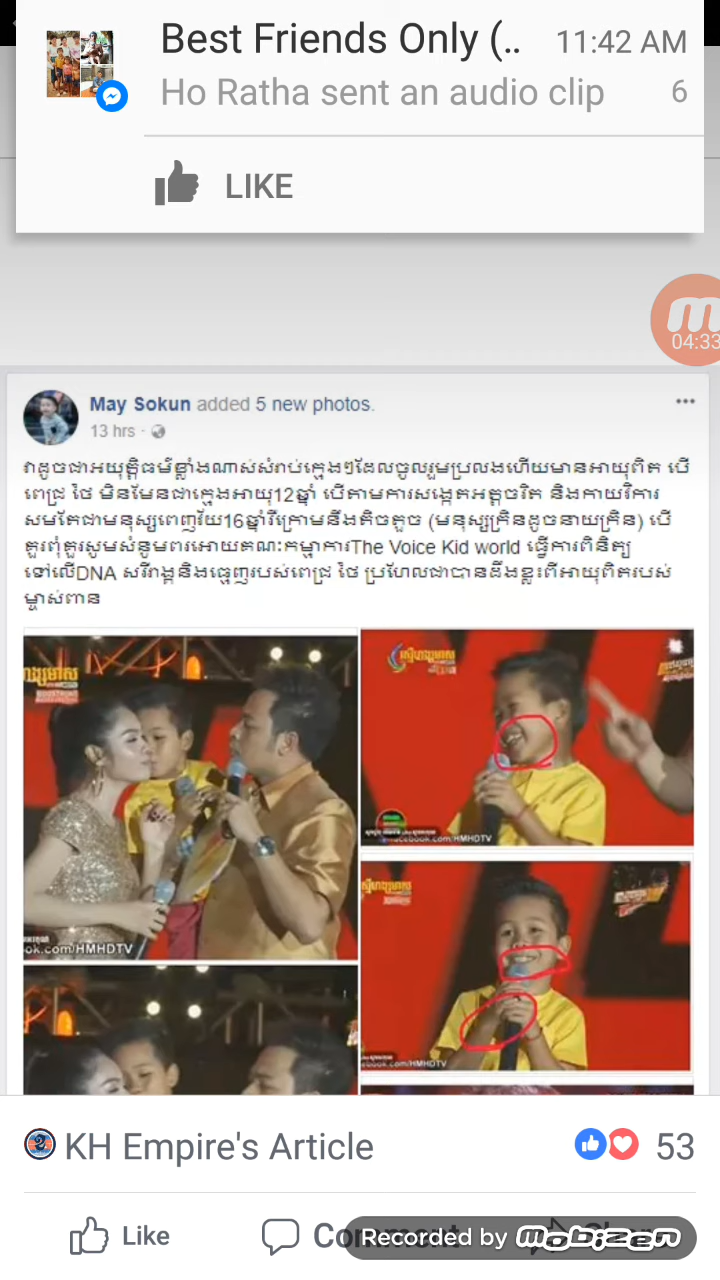 Best Friends Only (..
11:42 AM
Ho Ratha sent an audio clip
6
LIKE
04:33
May Sokun added 5 new photos.
13 hrs ·
វាដូចជាអយុត្តិធម៌ខ្លាំងណាស់សំរាប់ក្មេងៗដែលចូលរួមប្រលងហើយមានអាយុពិត បើ
ពេជ្រ ថៃ មិនមែនជាក្មេងអាយុ12ឆ្នាំ បើតាមការសង្កេតអត្តចរិត និងកាយវិការ
សមតែជាមនុស្សពេញវ័យ16ឆ្នាំរឺក្រោមនឹងតិចតួច (មនុស្សក្រិនដូចនាយក្រិន) បើ
គួរពុំគួរសូមសំនូមពរអោយគណៈកម្មាការThe Voice Kid world ធ្វើការពិនិត្យ
ទៅលើDNA សរីរាង្គនិងធ្មេញរបស់ពេជ្រ ថៃ ប្រហែលជាបានដឹងខ្លះពីអាយុពិតរបស់
ម្ចាស់ពាន
ហង្សមាស
ok.com/HMHDTV
facebook.com/HMHDTV
ebook.com/HMHDTV
KH Empire's Article
53
Like
Recorded by mobizen